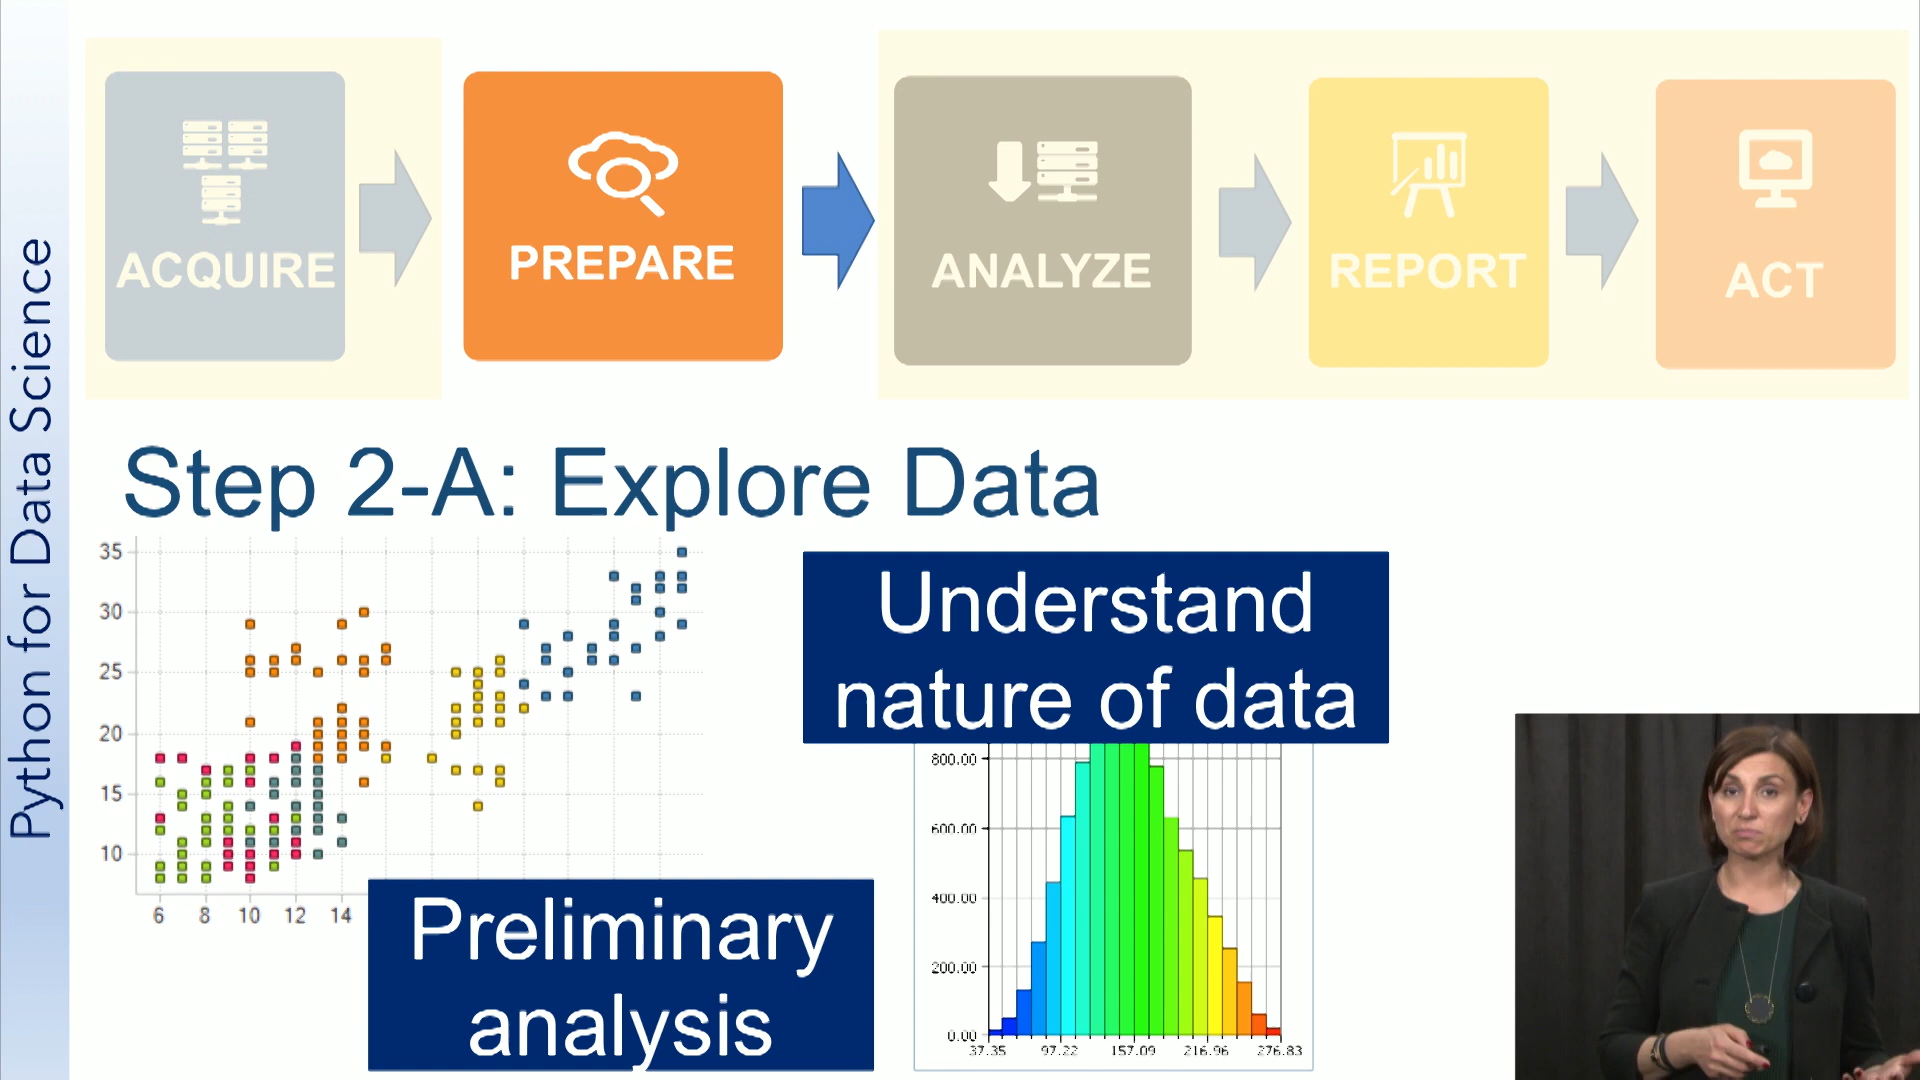 Python for Data Science
ACQUIRE
PREPARE
ANALYZE
REPORT
ACT
Step 2-A: Explore Data
35
30
25
20
15
10
6 8 10 12 14
Understand
nature of data
Preliminary
analysis
800.00
600.00
400.00
200.00
0.00
37.35 97.22 157.09 216.96 276.83